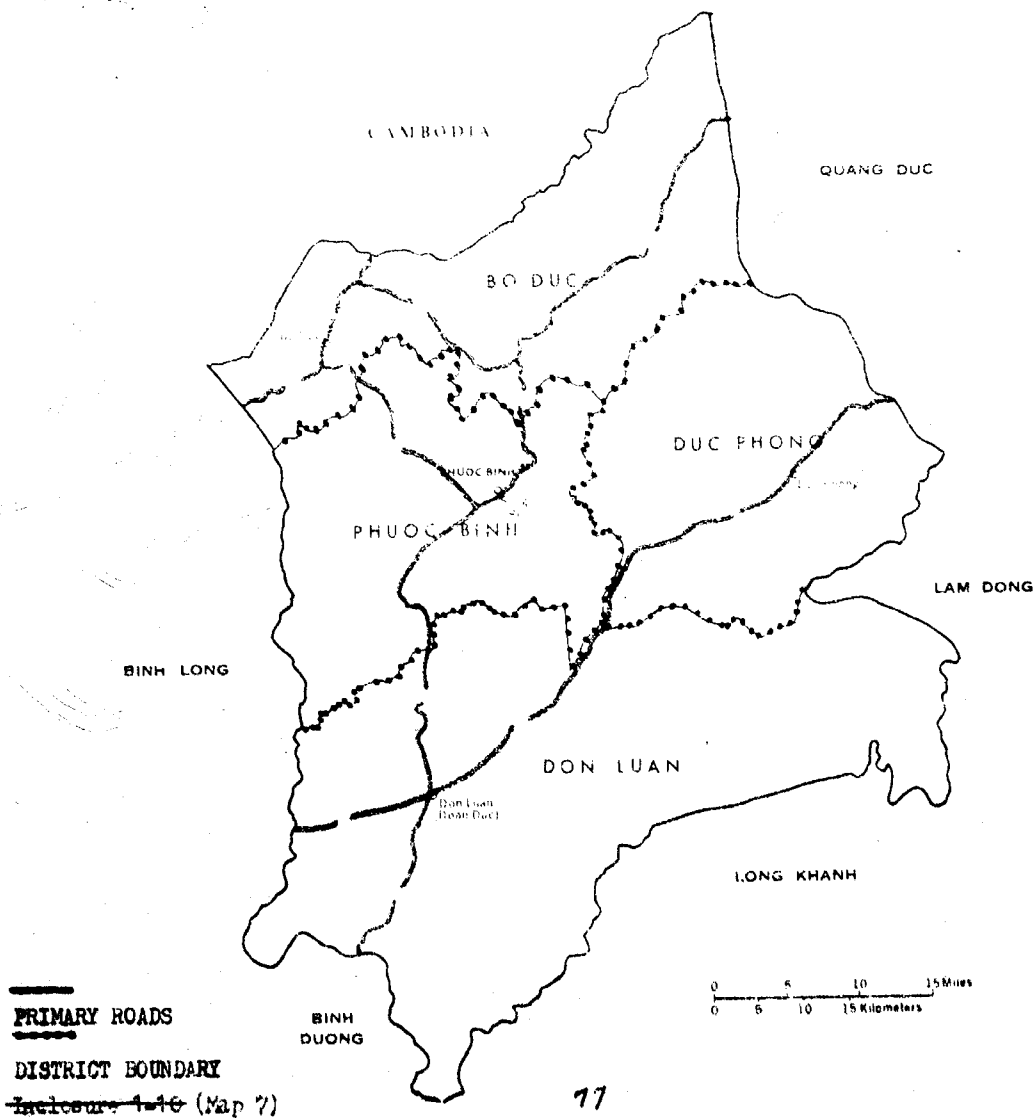 CAMBODIA
QUANG DUC
BO DUC
DUC PHONG
PHUOC BINH
PHUOC BINH
LAM DONG
BINH LONG
DON LUAN
Don Luan
(Doan Duc)
LONG KHANH
0 5 10 15 Miles
0 5 10 15 Kilometers
PRIMARY ROADS
BINH
DUONG
DISTRICT BOUNDARY
Inclosure 1-10 (Map 7)
77